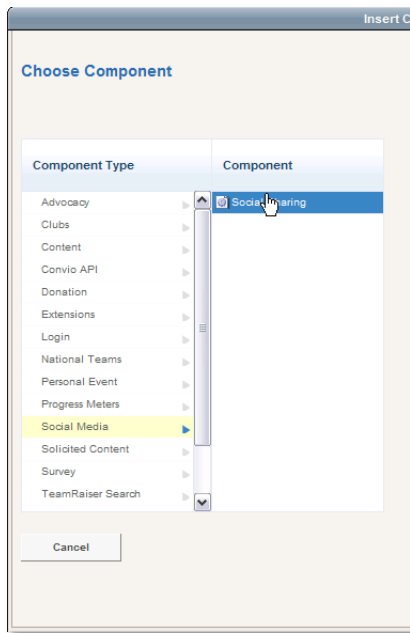 Insert C
Choose Component
Component Type
Component
Advocacy
Clubs
Content
Convio API
Donation
Extensions
Login
National Teams
Personal Event
Progress Meters
Social Media
Solicited Content
Survey
TeamRaiser Search
Social Sharing
Cancel